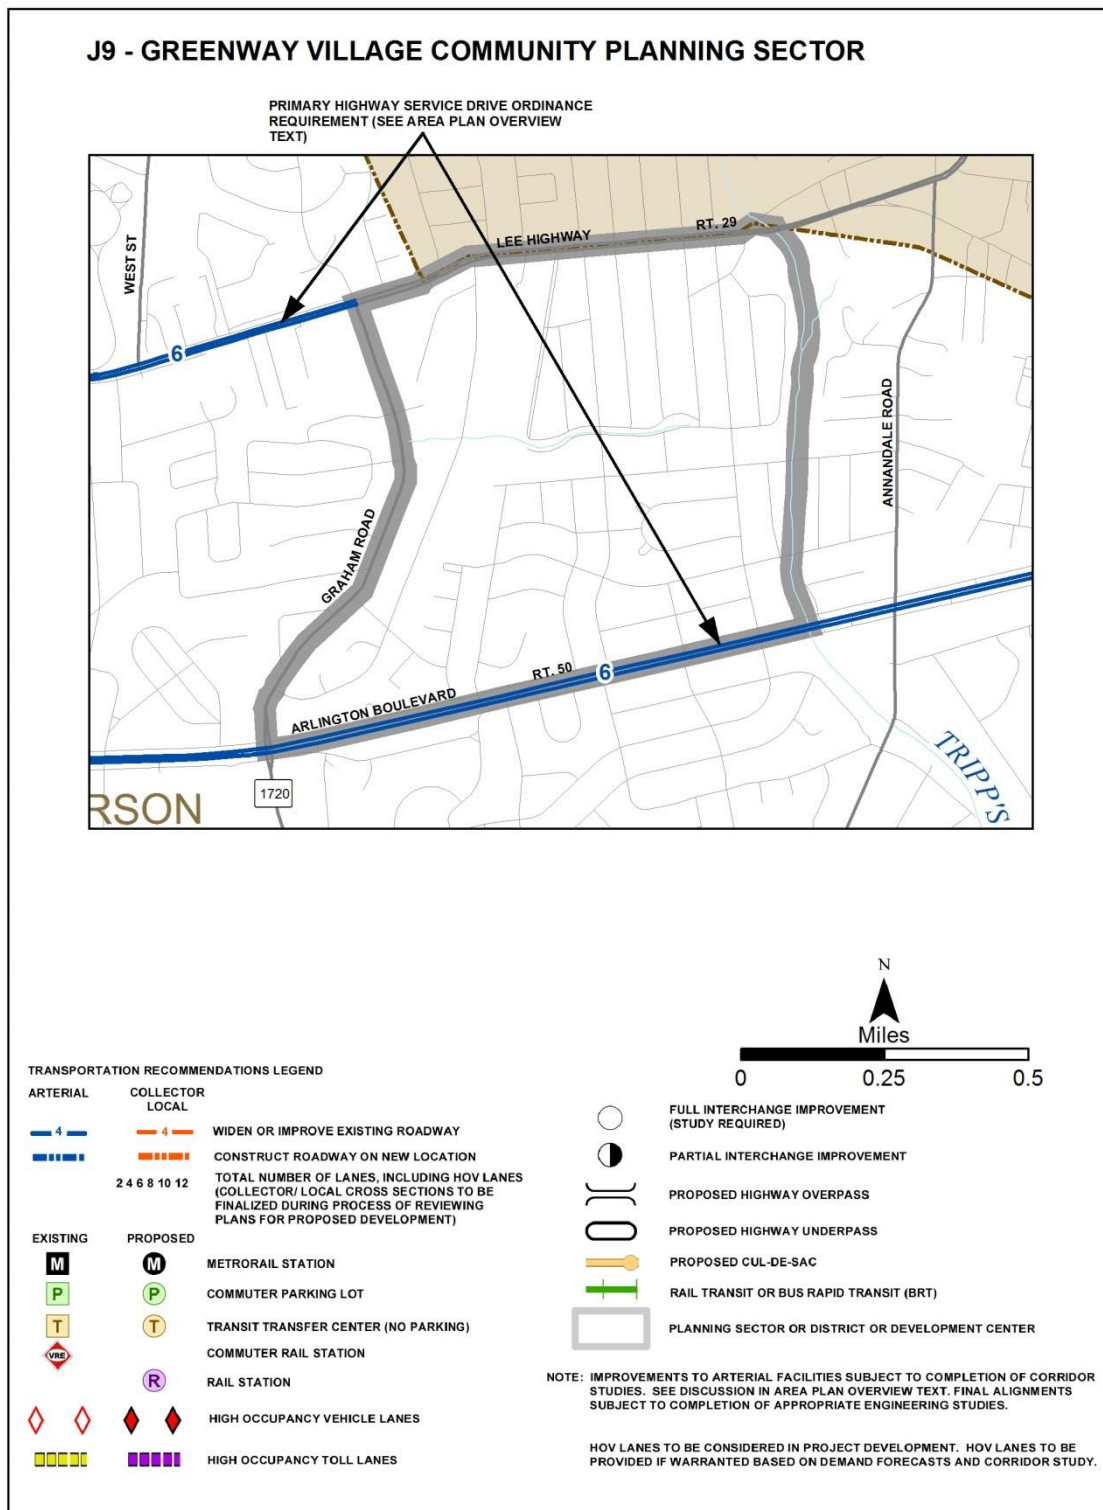 J9 - GREENWAY VILLAGE COMMUNITY PLANNING SECTOR
PRIMARY HIGHWAY SERVICE DRIVE ORDINANCE
REQUIREMENT (SEE AREA PLAN OVERVIEW
TEXT)
WEST ST
LEE HIGHWAY
RT. 29
6
ANNANDALE ROAD
GRAHAM ROAD
RT. 50
6
ARLINGTON BOULEVARD
1720
RSON
TRIPP'S
N
Miles
0 0.25 0.5
TRANSPORTATION RECOMMENDATIONS LEGEND
ARTERIAL
COLLECTOR
LOCAL
4 4 WIDEN OR IMPROVE EXISTING ROADWAY
CONSTRUCT ROADWAY ON NEW LOCATION
2 4 6 8 10 12 TOTAL NUMBER OF LANES, INCLUDING HOV LANES
(COLLECTOR/ LOCAL CROSS SECTIONS TO BE
FINALIZED DURING PROCESS OF REVIEWING
PLANS FOR PROPOSED DEVELOPMENT)
EXISTING PROPOSED
M M METRORAIL STATION
P P COMMUTER PARKING LOT
T T TRANSIT TRANSFER CENTER (NO PARKING)
VRE COMMUTER RAIL STATION
R RAIL STATION
HIGH OCCUPANCY VEHICLE LANES
HIGH OCCUPANCY TOLL LANES
FULL INTERCHANGE IMPROVEMENT
(STUDY REQUIRED)
PARTIAL INTERCHANGE IMPROVEMENT
PROPOSED HIGHWAY OVERPASS
PROPOSED HIGHWAY UNDERPASS
PROPOSED CUL-DE-SAC
RAIL TRANSIT OR BUS RAPID TRANSIT (BRT)
PLANNING SECTOR OR DISTRICT OR DEVELOPMENT CENTER
NOTE: IMPROVEMENTS TO ARTERIAL FACILITIES SUBJECT TO COMPLETION OF CORRIDOR
STUDIES. SEE DISCUSSION IN AREA PLAN OVERVIEW TEXT. FINAL ALIGNMENTS
SUBJECT TO COMPLETION OF APPROPRIATE ENGINEERING STUDIES.
HOV LANES TO BE CONSIDERED IN PROJECT DEVELOPMENT. HOV LANES TO BE
PROVIDED IF WARRANTED BASED ON DEMAND FORECASTS AND CORRIDOR STUDY.